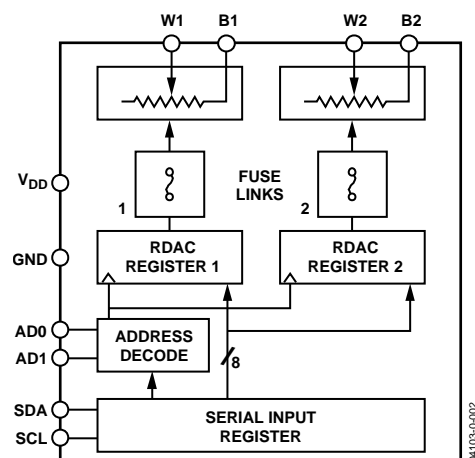 W1 B1 W2 B2
V_DD
FUSE
LINKS
1 2
GND
RDAC
REGISTER 1
RDAC
REGISTER 2
AD0
AD1
ADDRESS
DECODE
8
SDA
SCL
SERIAL INPUT
REGISTER